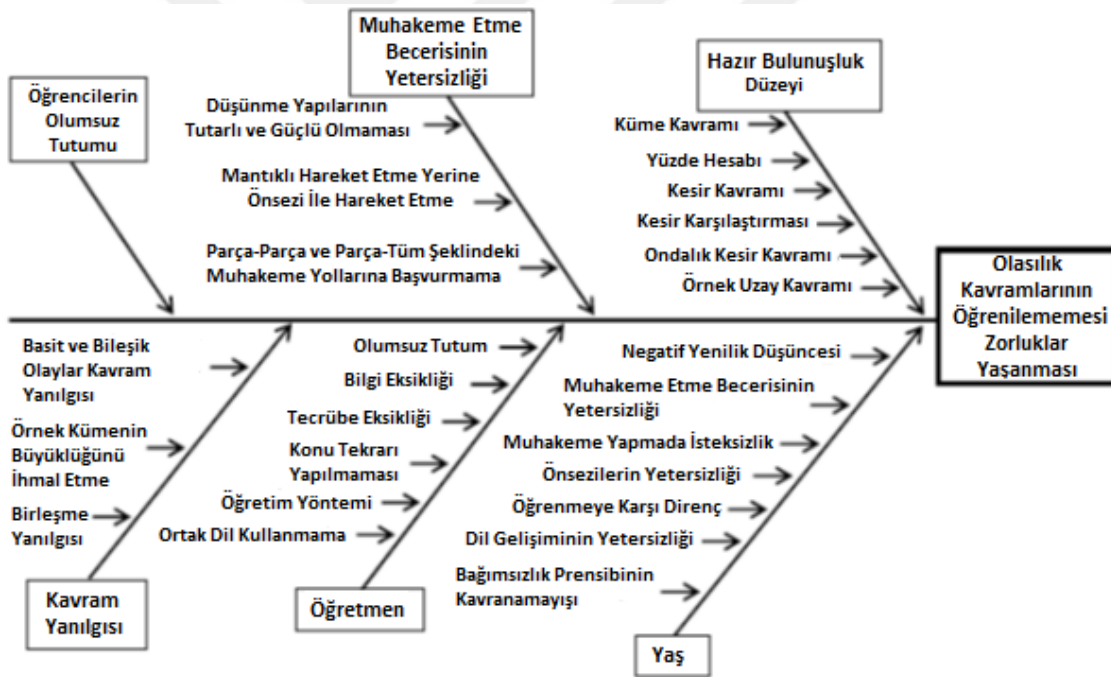 Öğrencilerin
Olumsuz
Tutumu
Muhakeme Etme
Becerisinin
Yetersizliği
Düşünme Yapılarının
Tutarlı ve Güçlü Olmaması
Mantıklı Hareket Etme Yerine
Önsezi İle Hareket Etme
Parça-Parça ve Parça-Tüm Şeklindeki
Muhakeme Yollarına Başvurmama
Hazır Bulunuşluk
Düzeyi
Küme Kavramı
Yüzde Hesabı
Kesir Kavramı
Kesir Karşılaştırması
Ondalık Kesir Kavramı
Örnek Uzay Kavramı
Olasılık
Kavramlarının
Öğrenilememesi
Zorluklar
Yaşanması
Basit ve Bileşik
Olaylar Kavram
Yanılgısı
Örnek Kümenin
Büyüklüğünü
İhmal Etme
Birleşme
Yanılgısı
Kavram
Yanılgısı
Olumsuz Tutum
Bilgi Eksikliği
Tecrübe Eksikliği
Konu Tekrarı
Yapılmaması
Öğretim Yöntemi
Ortak Dil Kullanmama
Öğretmen
Negatif Yenilik Düşüncesi
Muhakeme Etme Becerisinin
Yetersizliği
Muhakeme Yapmada İsteksizlik
Önsezilerin Yetersizliği
Öğrenmeye Karşı Direnç
Dil Gelişiminin Yetersizliği
Bağımsızlık Prensibinin
Kavranamayışı
Yaş